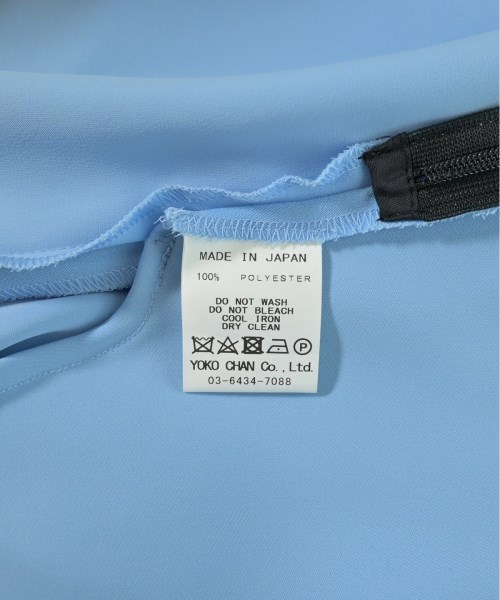 MADE IN JAPAN
100% POLYESTER
DO NOT WASH
DO NOT BLEACH
COOL IRON
DRY CLEAN
P
YOKO CHAN Co.,Ltd.
03-6434-7088